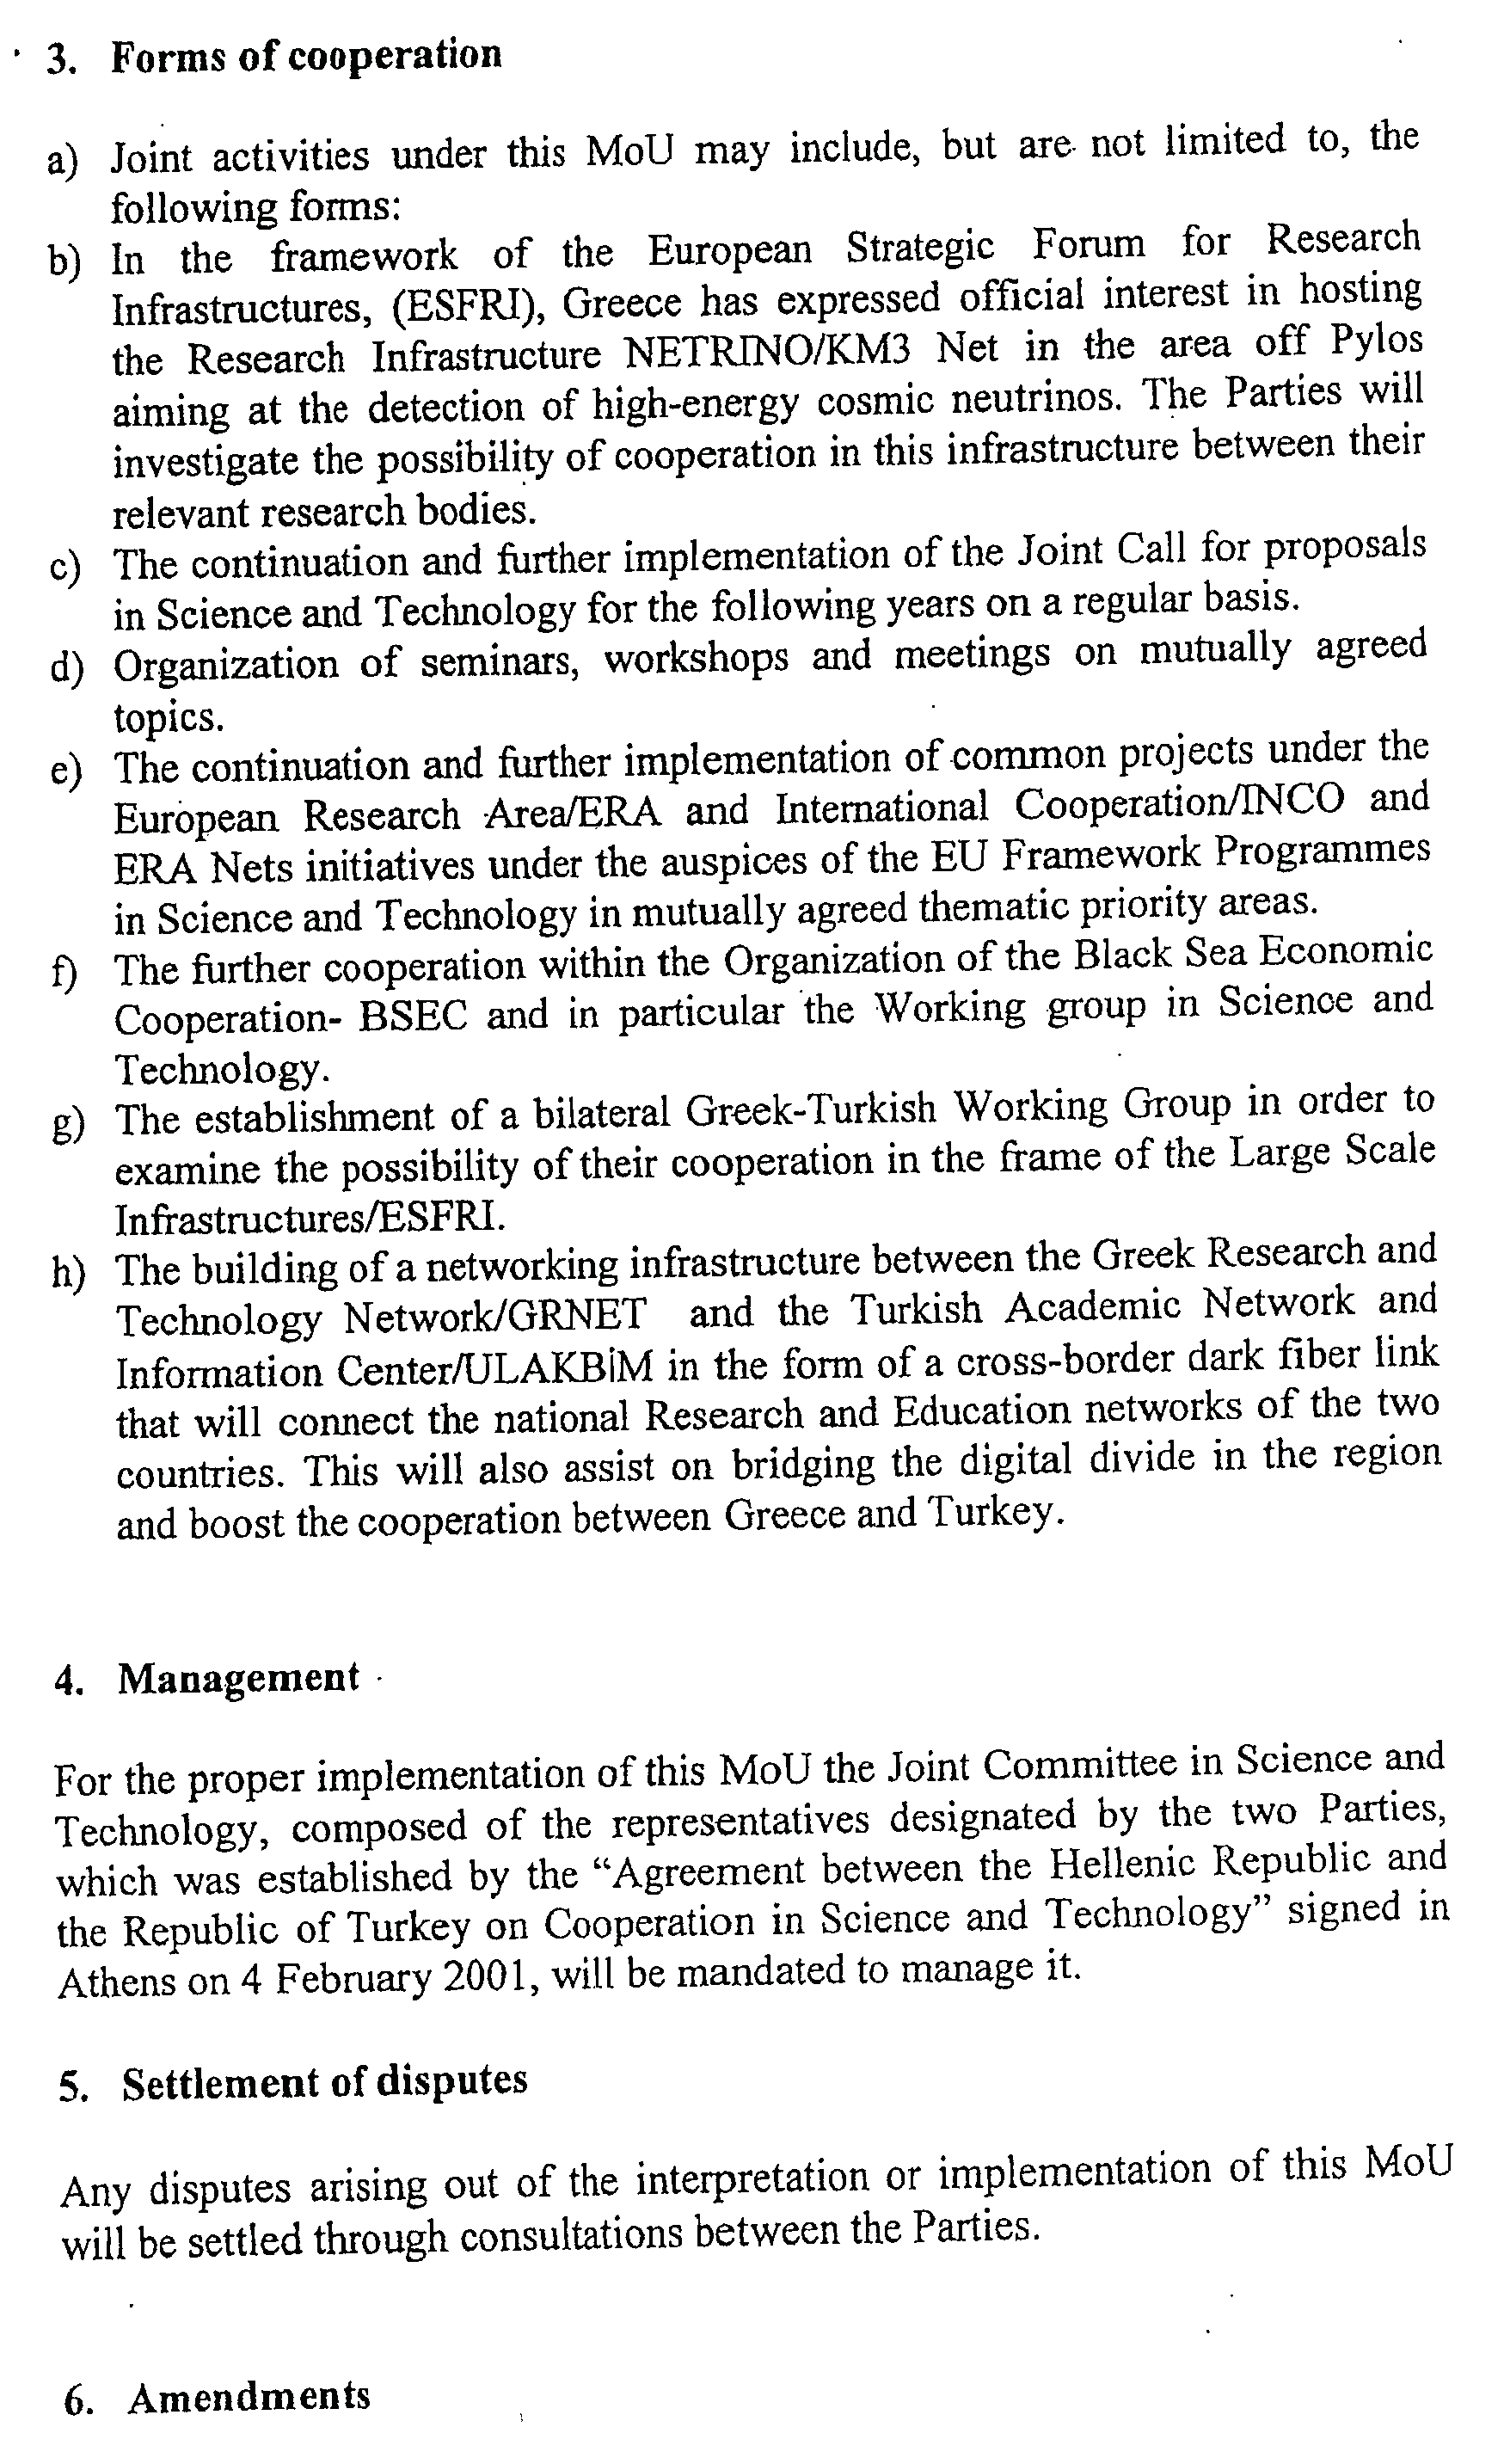 3. Forms of cooperation
a) Joint activities under this MoU may include, but are not limited to, the
following forms:
b) In the framework of the European Strategic Forum for Research
Infrastructures, (ESFRI), Greece has expressed official interest in hosting
the Research Infrastructure NETRINO/KM3 Net in the area off Pylos
aiming at the detection of high-energy cosmic neutrinos. The Parties will
investigate the possibility of cooperation in this infrastructure between their
relevant research bodies.
c) The continuation and further implementation of the Joint Call for proposals
in Science and Technology for the following years on a regular basis.
d) Organization of seminars, workshops and meetings on mutually agreed
topics.
e) The continuation and further implementation of common projects under the
European Research Area/ERA and International Cooperation/INCO and
ERA Nets initiatives under the auspices of the EU Framework Programmes
in Science and Technology in mutually agreed thematic priority areas.
f) The further cooperation within the Organization of the Black Sea Economic
Cooperation- BSEC and in particular the Working group in Science and
Technology.
g) The establishment of a bilateral Greek-Turkish Working Group in order to
examine the possibility of their cooperation in the frame of the Large Scale
Infrastructures/ESFRI.
h) The building of a networking infrastructure between the Greek Research and
Technology Network/GRNET and the Turkish Academic Network and
Information Center/ULAKBİM in the form of a cross-border dark fiber link
that will connect the national Research and Education networks of the two
countries. This will also assist on bridging the digital divide in the region
and boost the cooperation between Greece and Turkey.
4. Management
For the proper implementation of this MoU the Joint Committee in Science and
Technology, composed of the representatives designated by the two Parties,
which was established by the “Agreement between the Hellenic Republic and
the Republic of Turkey on Cooperation in Science and Technology” signed in
Athens on 4 February 2001, will be mandated to manage it.
5. Settlement of disputes
Any disputes arising out of the interpretation or implementation of this MoU
will be settled through consultations between the Parties.
6. Amendments